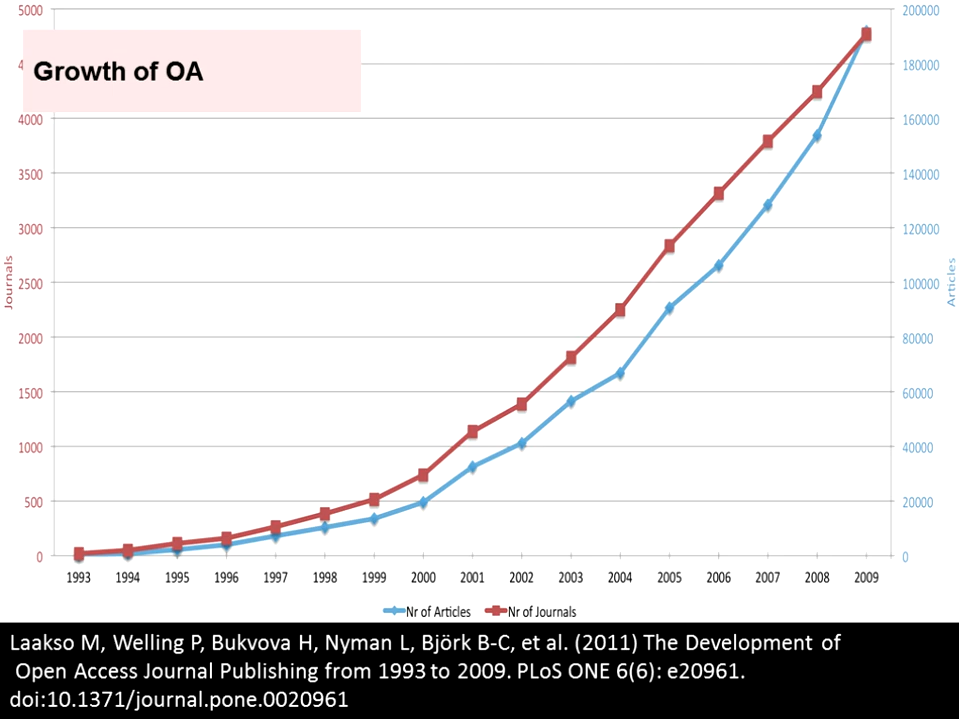 Growth of OA
5000
4
4000
3500
3000
2500
2000
1500
1000
500
0
Journals
200000
180000
160000
140000
120000
100000
80000
60000
40000
20000
0
Articles
1993 1994 1995 1996 1997 1998 1999 2000 2001 2002 2003 2004 2005 2006 2007 2008 2009
Nr of Articles Nr of Journals
Laakso M, Welling P, Bukvova H, Nyman L, Björk B-C, et al. (2011) The Development of
Open Access Journal Publishing from 1993 to 2009. PLoS ONE 6(6): e20961.
doi:10.1371/journal.pone.0020961